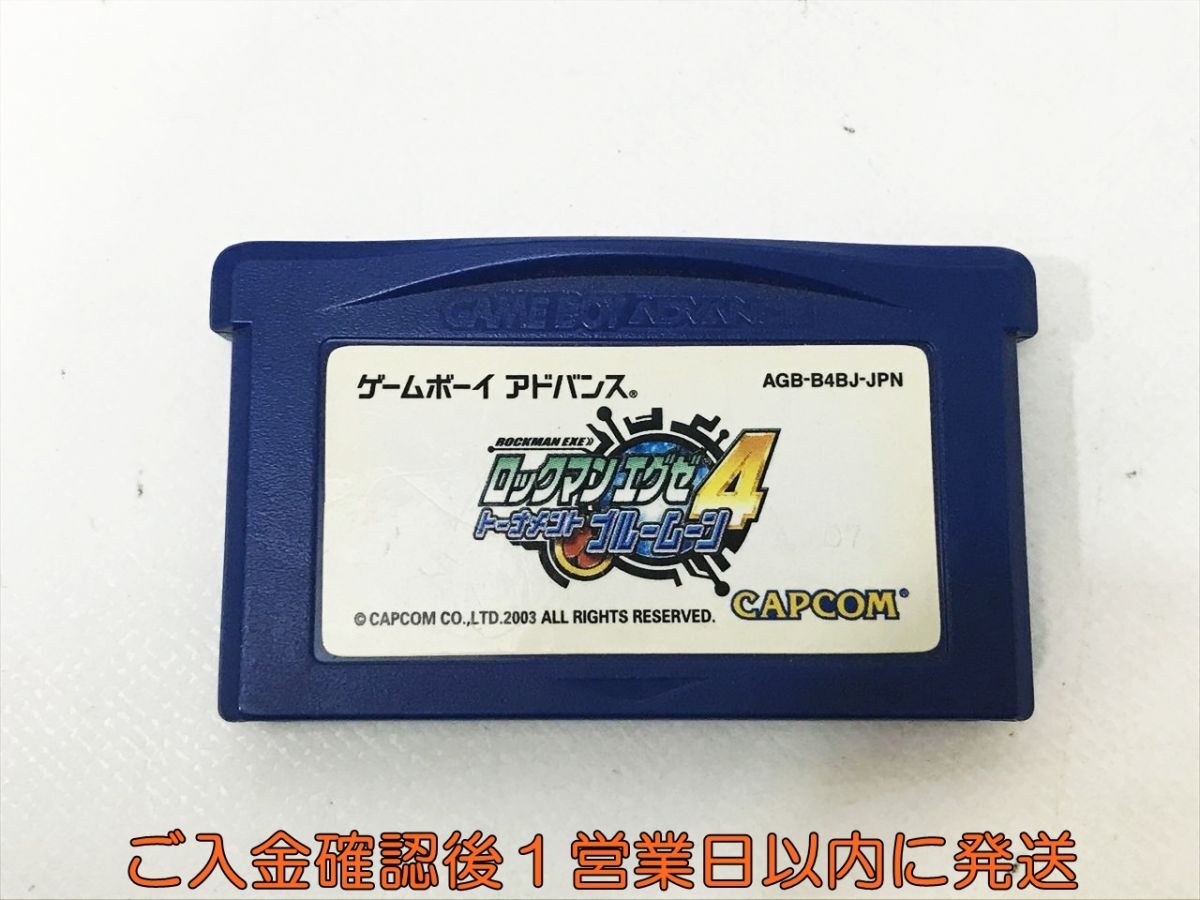 GAME BOY ADVANCE
ゲームボーイ アドバンス®
AGB-B4BJ-JPN
ROCKMAN EXE
ロックマン エグゼ 4
トーナメント ブルームーン
©CAPCOM CO.,LTD.2003 ALL RIGHTS RESERVED.
CAPCOM®
07
ご入金確認後1営業日以内に発送